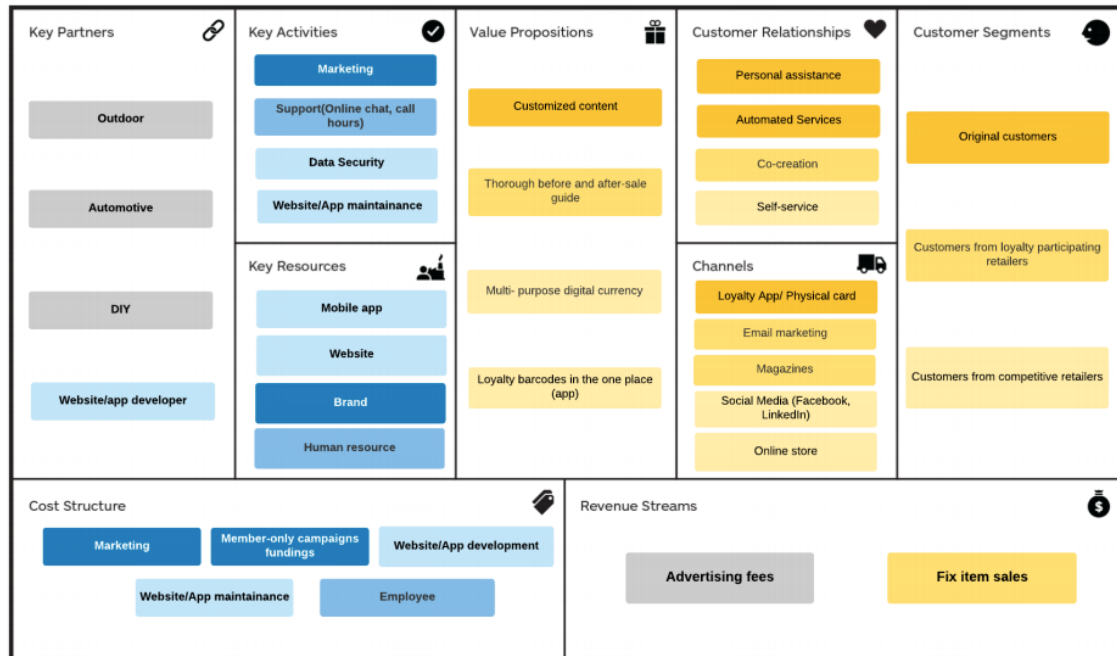 Key Partners
Outdoor
Automotive
DIY
Website/app developer
Key Activities
Marketing
Support(Online chat, call
hours)
Data Security
Website/App maintainance
Key Resources
Mobile app
Website
Brand
Human resource
Value Propositions
Customized content
Thorough before and after-sale
guide
Multi- purpose digital currency
Loyalty barcodes in the one place
(app)
Customer Relationships
Personal assistance
Automated Services
Co-creation
Self-service
Channels
Loyalty App/ Physical card
Email marketing
Magazines
Social Media (Facebook,
LinkedIn)
Online store
Customer Segments
Original customers
Customers from loyalty participating
retailers
Customers from competitive retailers
Cost Structure
Marketing
Member-only campaigns
fundings
Website/App development
Website/App maintainance
Employee
Revenue Streams
$
Advertising fees
Fix item sales